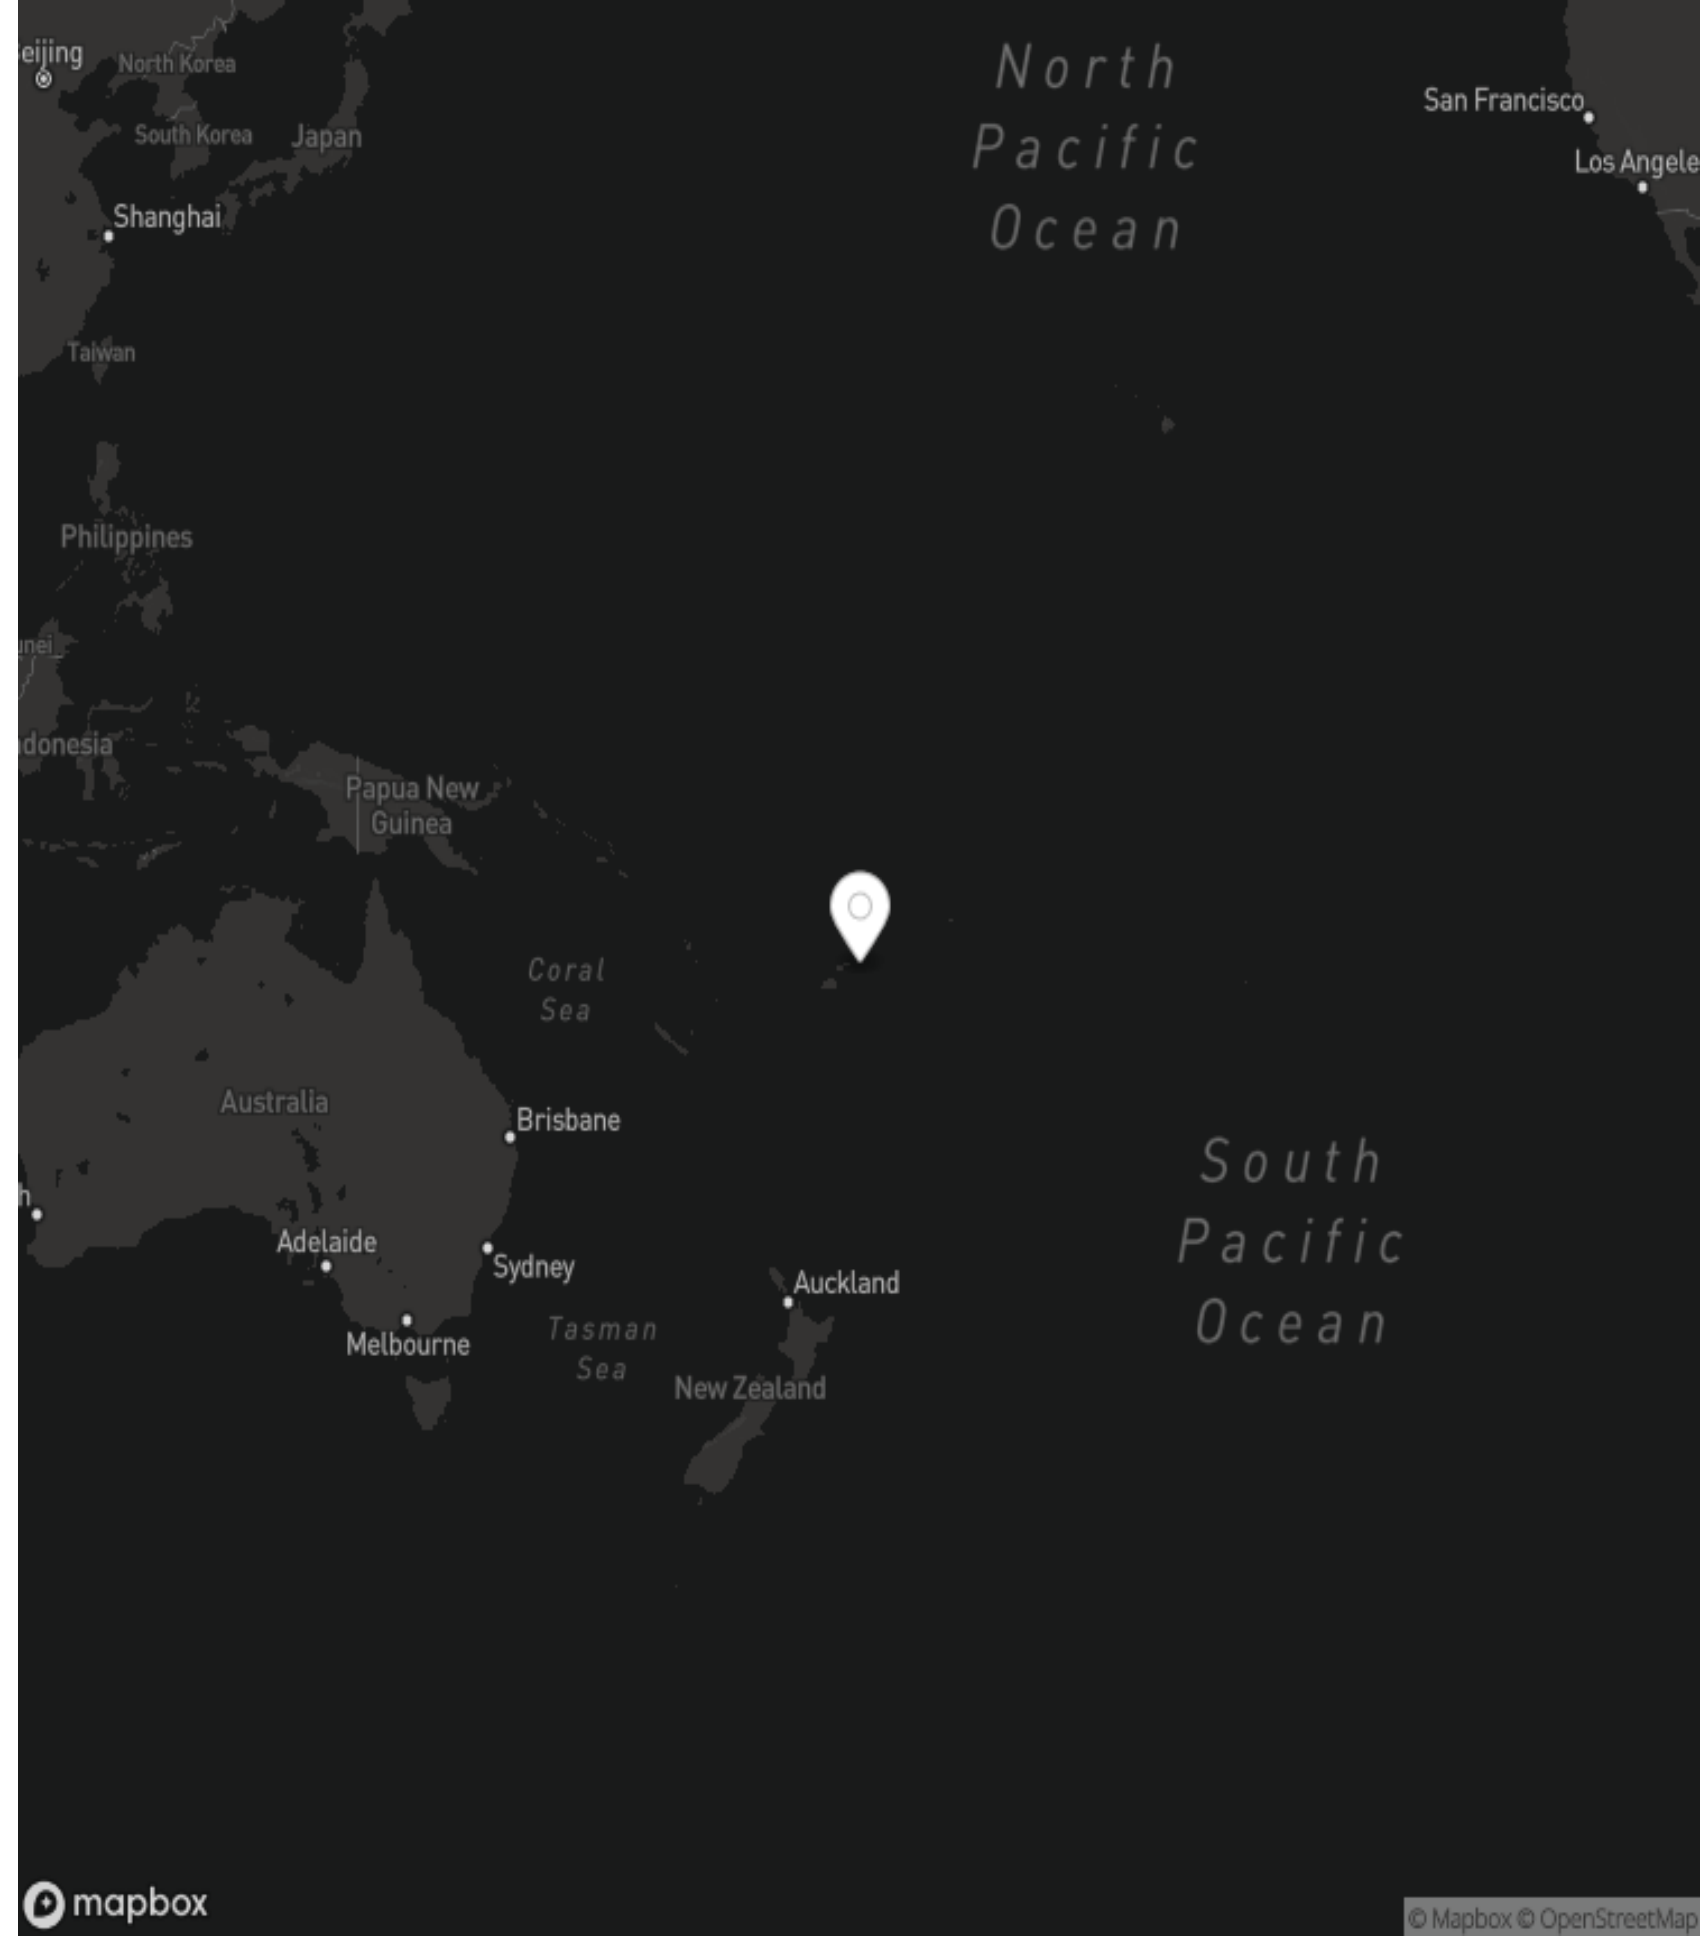 eijing
North Korea
South Korea
Japan
North
Pacific
Ocean
San Francisco
Los Angele
Shanghai
Taiwan
Philippines
unei
donesia
Papua New
Guinea
Coral
Sea
Australia
Brisbane
h
Adelaide
Sydney
Melbourne
Tasman
Sea
Auckland
New Zealand
South
Pacific
Ocean
mapbox
© Mapbox © OpenStreetMap